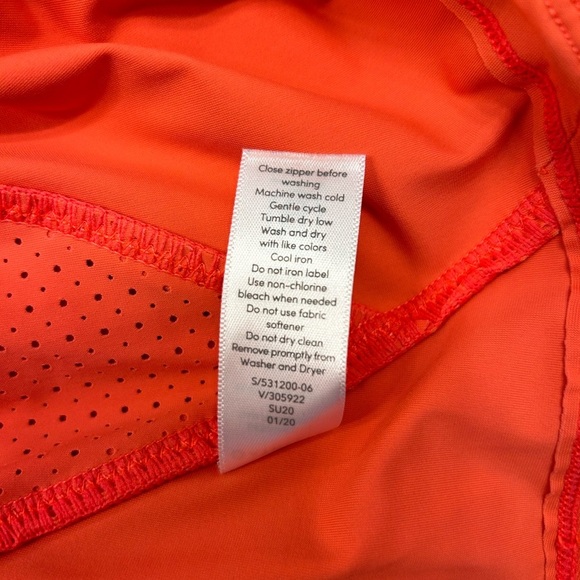 Close zipper before
washing
Machine wash cold
Gentle cycle
Tumble dry low
Wash and dry
with like colors
Cool iron
Do not iron label
Use non-chlorine
bleach when needed
Do not use fabric
softener
Do not dry clean
Remove promptly from
Washer and Dryer
S/531200-06
V/305922
SU20
01/20